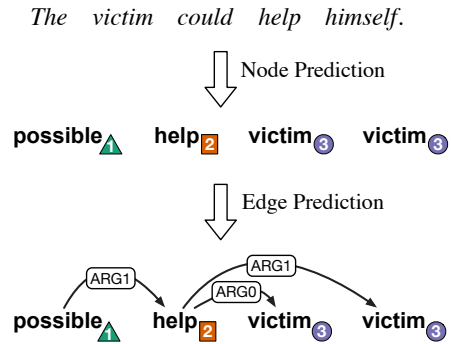 The victim could help himself.
Node Prediction
possible 1 help 2 victim 3 victim 3
Edge Prediction
ARG1
ARG1
ARG0
possible 1 help 2 victim 3 victim 3